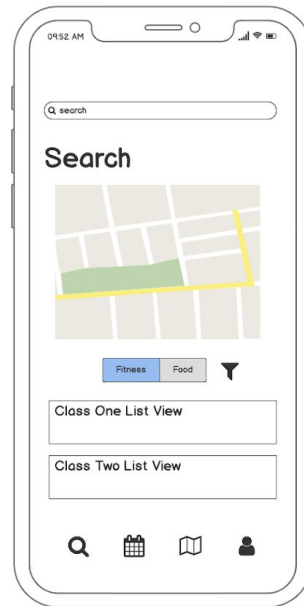 09:52 AM
search
Search
Fitness Food
Class One List View
Class Two List View